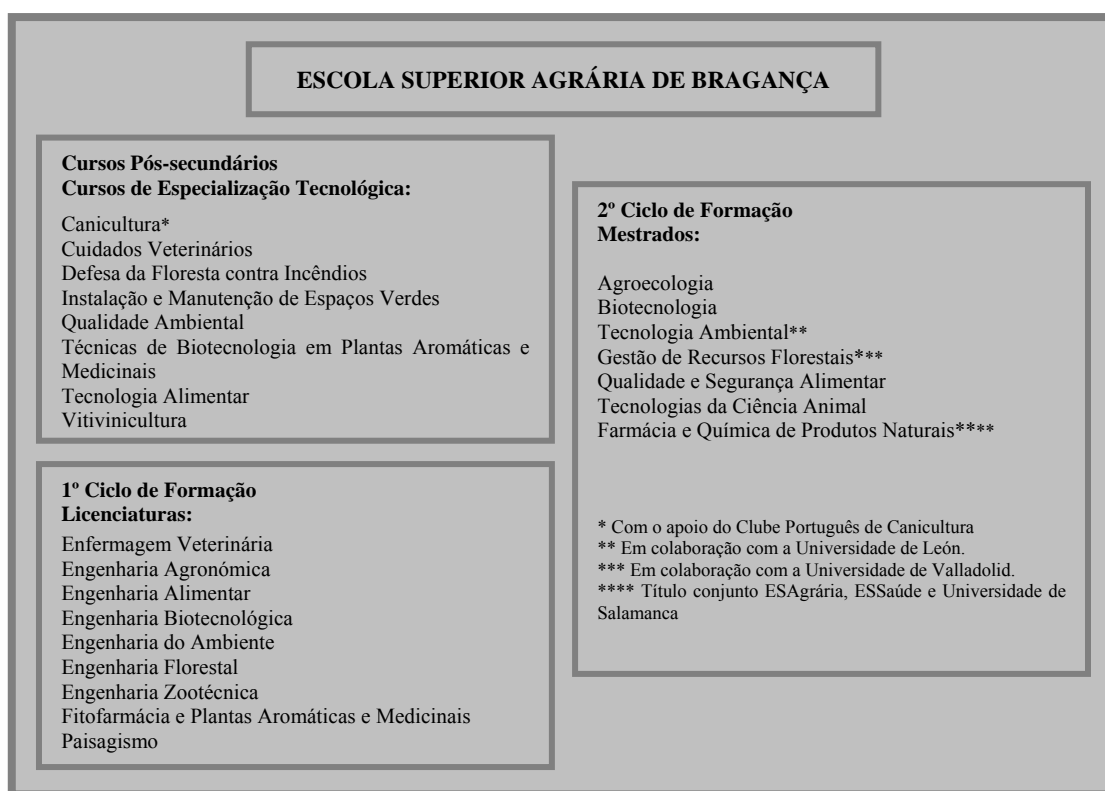 ESCOLA SUPERIOR AGRÁRIA DE BRAGANÇA
Cursos Pós-secundários
Cursos de Especialização Tecnológica:
Canicultura*
Cuidados Veterinários
Defesa da Floresta contra Incêndios
Instalação e Manutenção de Espaços Verdes
Qualidade Ambiental
Técnicas de Biotecnologia em Plantas Aromáticas e
Medicinais
Tecnologia Alimentar
Vitivinicultura
1º Ciclo de Formação
Licenciaturas:
Enfermagem Veterinária
Engenharia Agronómica
Engenharia Alimentar
Engenharia Biotecnológica
Engenharia do Ambiente
Engenharia Florestal
Engenharia Zootécnica
Fitofarmácia e Plantas Aromáticas e Medicinais
Paisagismo
2º Ciclo de Formação
Mestrados:
Agroecologia
Biotecnologia
Tecnologia Ambiental**
Gestão de Recursos Florestais***
Qualidade e Segurança Alimentar
Tecnologias da Ciência Animal
Farmácia e Química de Produtos Naturais****
* Com o apoio do Clube Português de Canicultura
** Em colaboração com a Universidade de León.
*** Em colaboração com a Universidade de Valladolid.
**** Título conjunto ESAgrária, ESSaúde e Universidade de
Salamanca